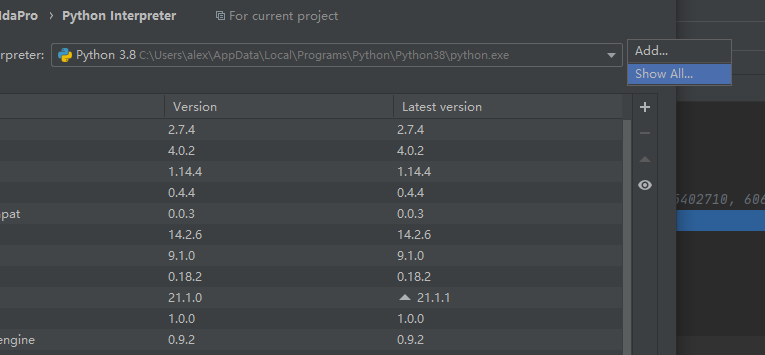 IdaPro › Python Interpreter For current project
rpreter: Python 3.8 C:\Users\alex\AppData\Local\Programs\Python\Python38\python.exe
Add...
Show All...
Version Latest version
2.7.4 2.7.4
4.0.2 4.0.2
1.14.4 1.14.4
0.4.4 0.4.4
pat 0.0.3 0.0.3
14.2.6 14.2.6
9.1.0 9.1.0
0.18.2 0.18.2
21.1.0 21.1.1
1.0.0 1.0.0
engine 0.9.2 0.9.2
5402710, 606